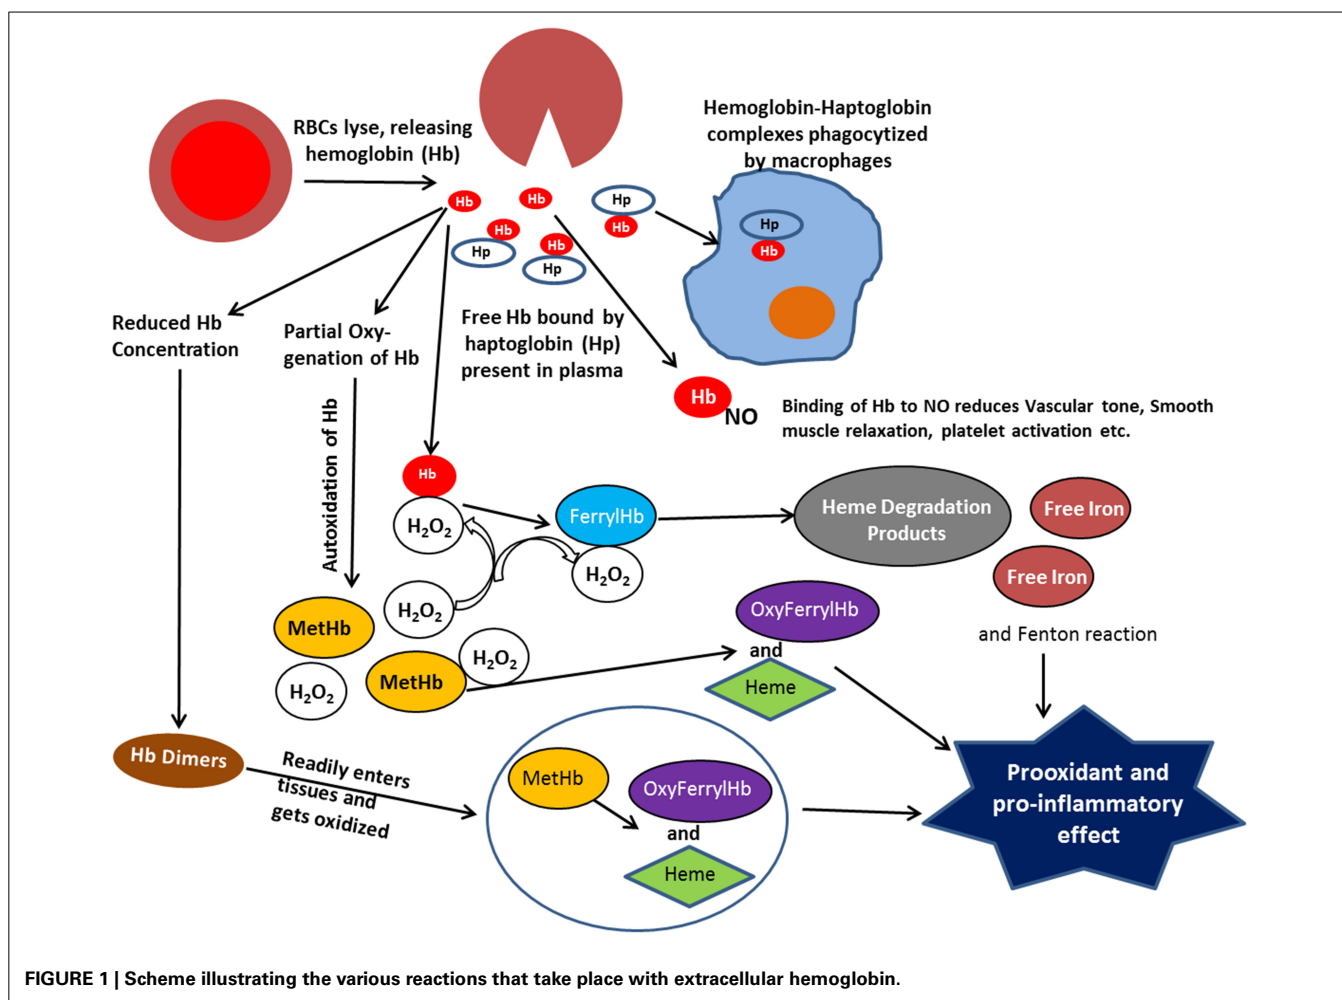 RBCs lyse, releasing
hemoglobin (Hb)
Hemoglobin-Haptoglobin
complexes phagocytized
by macrophages
Hb
Hb
Hp
Hb
Hb
Hp
Hb
Hp
Hp
Hb
Reduced Hb
Concentration
Partial Oxy-
genation of Hb
Free Hb bound by
haptoglobin (Hp)
present in plasma
Hb
NO
Binding of Hb to NO reduces Vascular tone, Smooth
muscle relaxation, platelet activation etc.
Autoxidation of Hb
Hb
H₂O₂
FerrylHb
H₂O₂
Heme Degradation
Products
Free Iron
Free Iron
and Fenton reaction
H₂O₂
MetHb
H₂O₂
MetHb
H₂O₂
OxyFerrylHb
and
Heme
Hb Dimers
Readily enters
tissues and
gets oxidized
MetHb
OxyFerrylHb
and
Heme
Prooxidant and
pro-inflammatory
effect
FIGURE 1 | Scheme illustrating the various reactions that take place with extracellular hemoglobin.